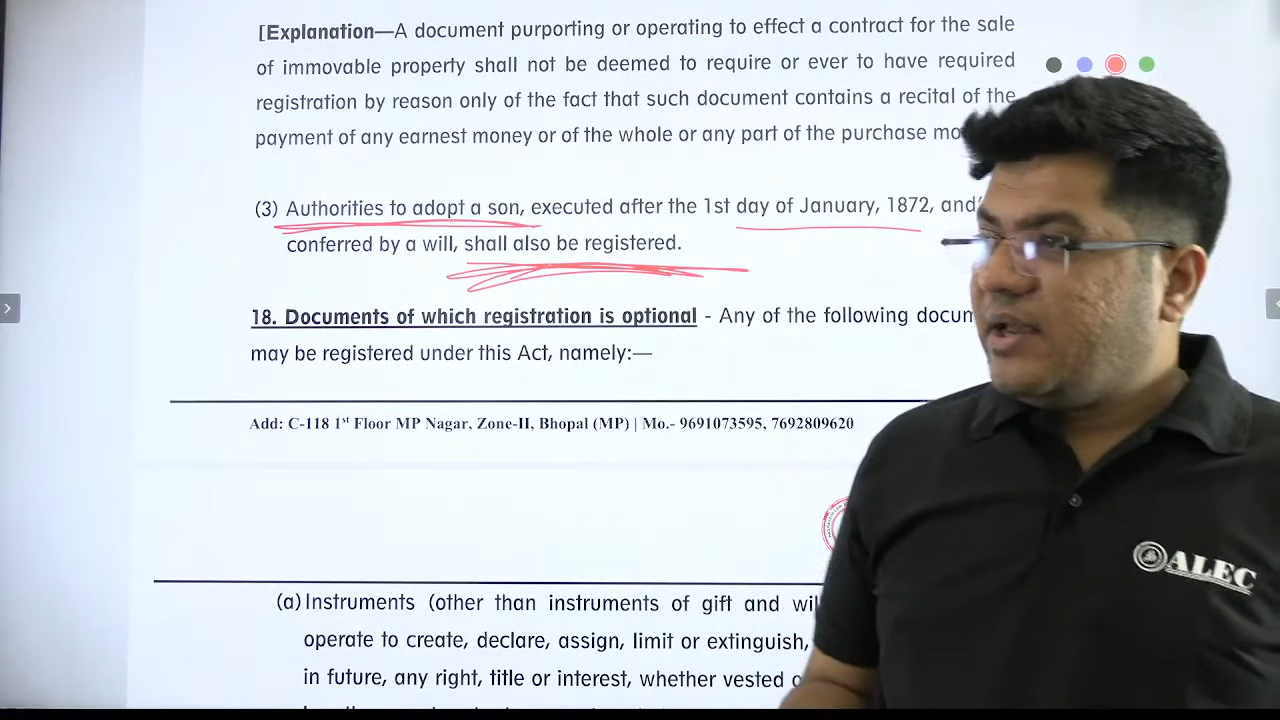 [Explanation—A document purporting or operating to effect a contract for the sale
of immovable property shall not be deemed to require or ever to have required
registration by reason only of the fact that such document contains a recital of the
payment of any earnest money or of the whole or any part of the purchase
(3) Authorities to adopt a son, executed after the 1st day of January, 1872, and
conferred by a will, shall also be registered.
18. Documents of which registration is optional - Any of the following
may be registered under this Act, namely:—
Add: C-118 1st Floor MP Nagar, Zone-II, Bhopal (MP) | Mo.- 9691073595, 7692809620
(a) Instruments (other than instruments of gift and
operate to create, declare, assign, limit or extinguish,
in future, any right, title or interest, whether vested
ALEC